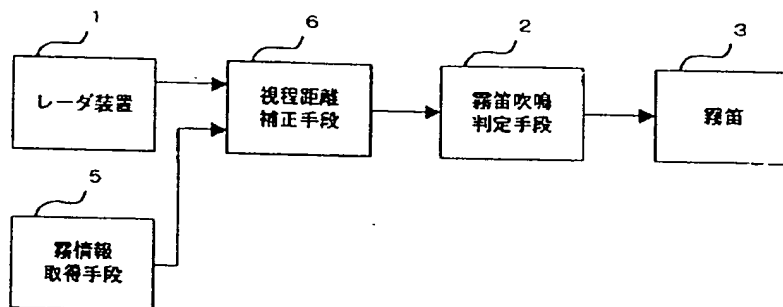 1
レーダ装置
6
視程距離
補正手段
2
霧笛吹鳴
判定手段
3
霧笛
5
霧情報
取得手段